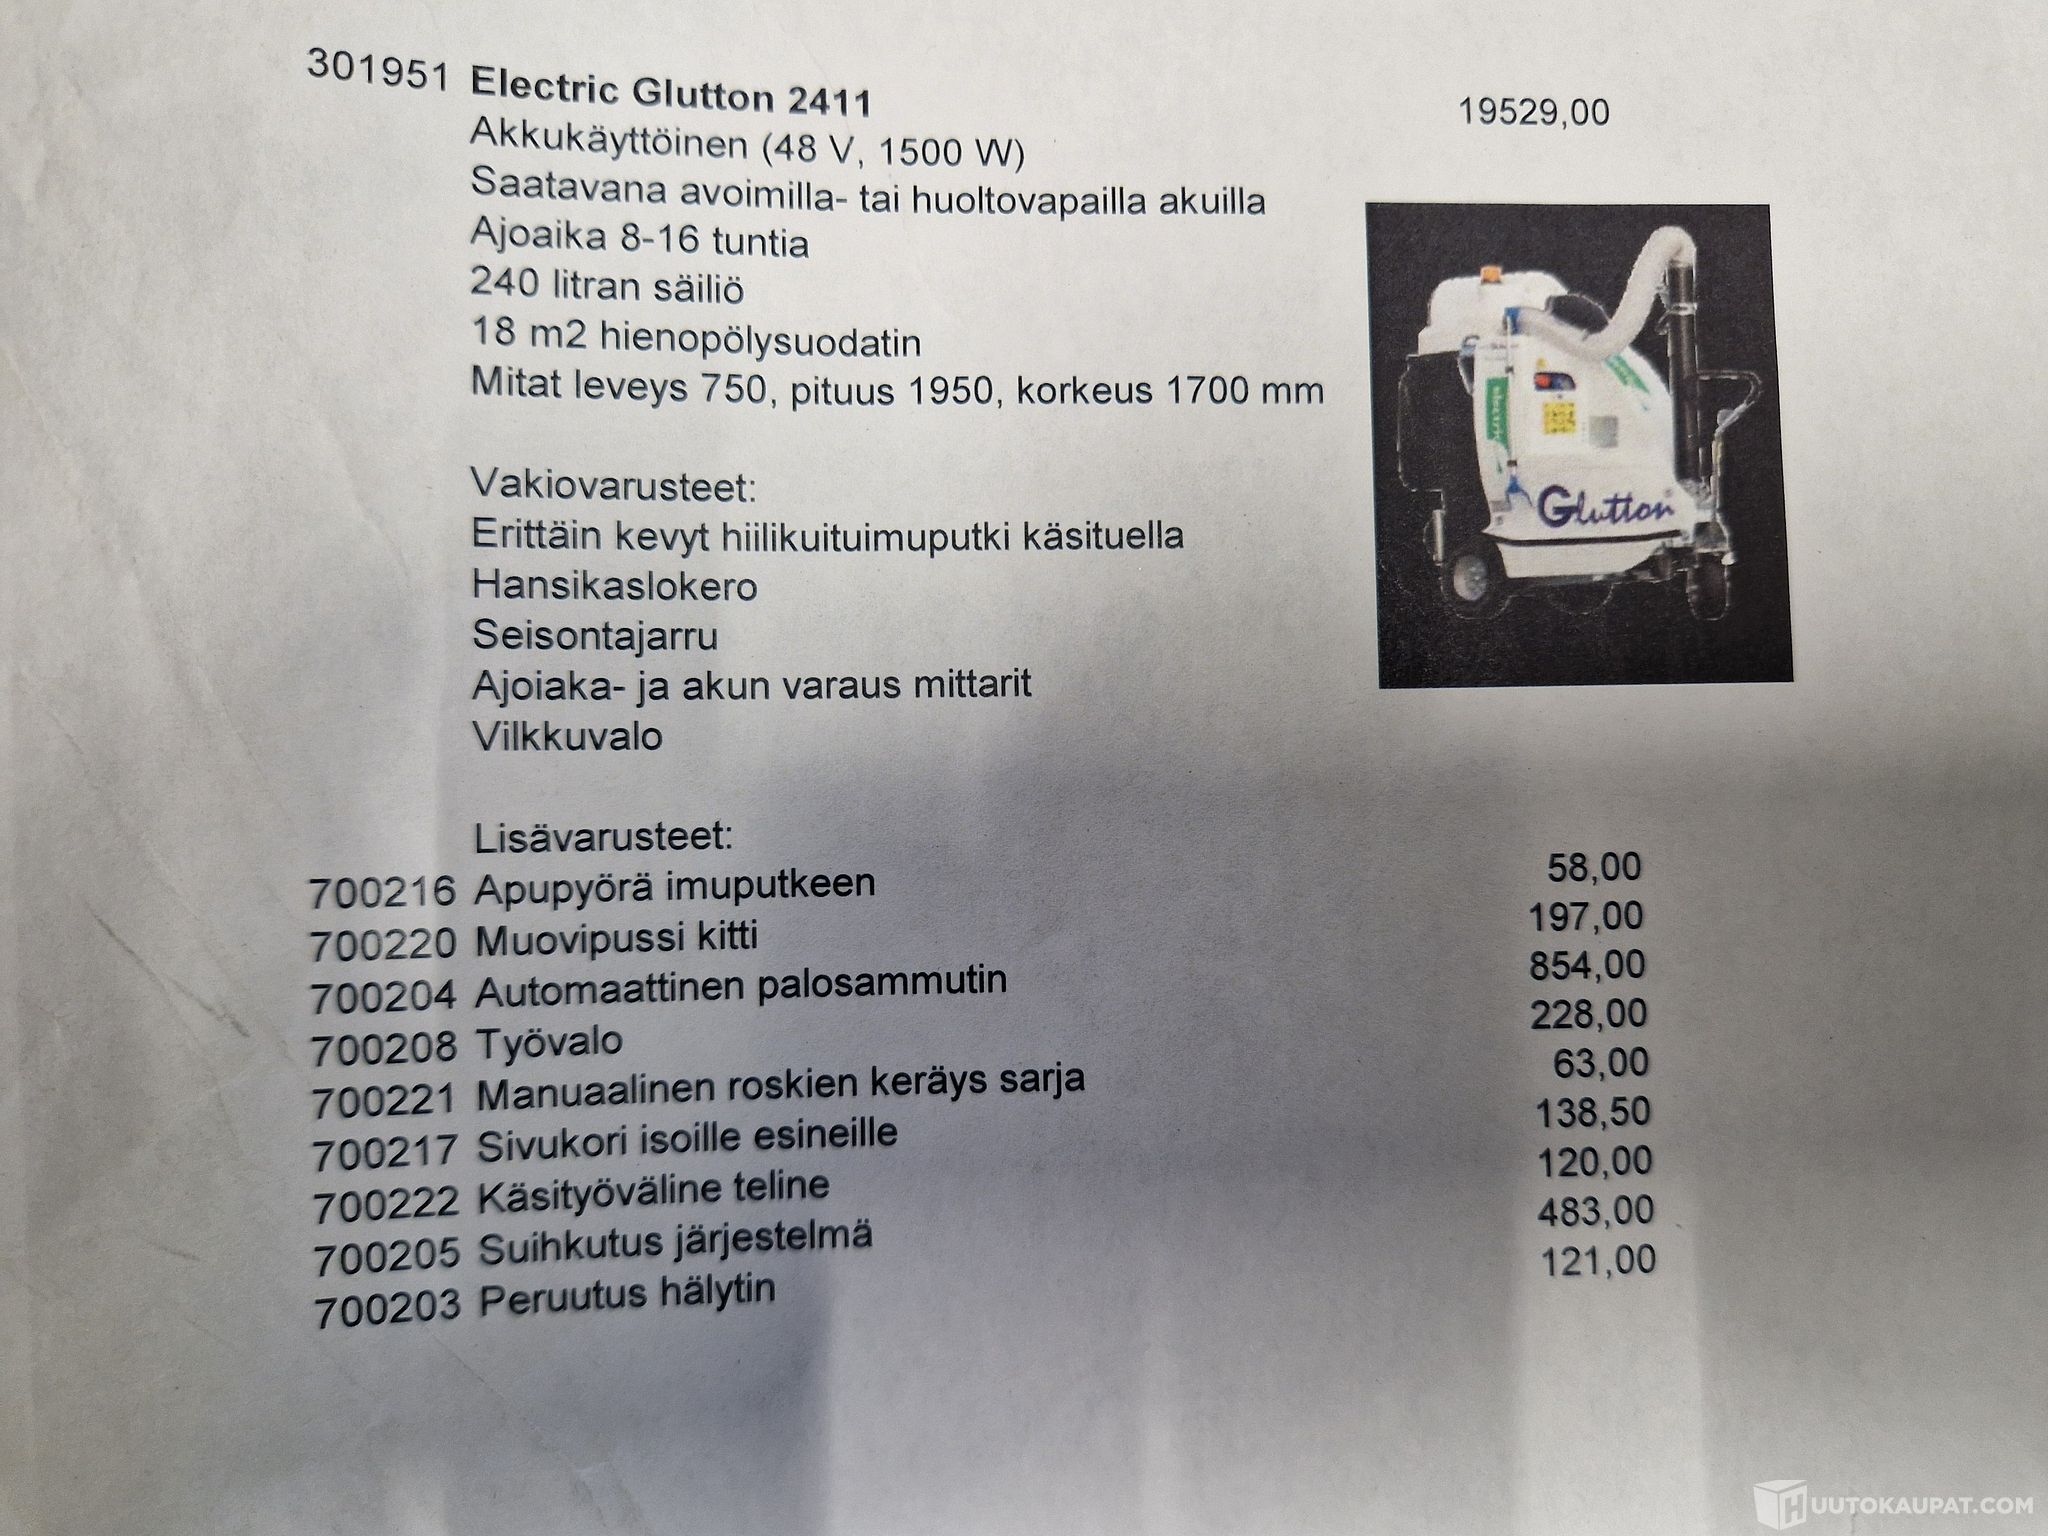 301951 Electric Glutton 2411 19529,00
Akkukäyttöinen (48 V, 1500 W)
Saatavana avoimilla- tai huoltovapailla akuilla
Ajoaika 8-16 tuntia
240 litran säiliö
18 m2 hienopölysuodatin
Mitat leveys 750, pituus 1950, korkeus 1700 mm
electric
Glutton
Vakiovarusteet:
Erittäin kevyt hiilikuituimuputki käsituella
Hansikaslokero
Seisontajarru
Ajoiaka- ja akun varaus mittarit
Vilkkuvalo
Lisävarusteet:
700216 Apupyörä imuputkeen 58,00
700220 Muovipussi kitti 197,00
700204 Automaattinen palosammutin 854,00
700208 Työvalo 228,00
700221 Manuaalinen roskien keräys sarja 63,00
700217 Sivukori isoille esineille 138,50
700222 Käsityöväline teline 120,00
700205 Suihkutus järjestelmä 483,00
700203 Peruutus hälytin 121,00
HUUTOKAUPAT.COM